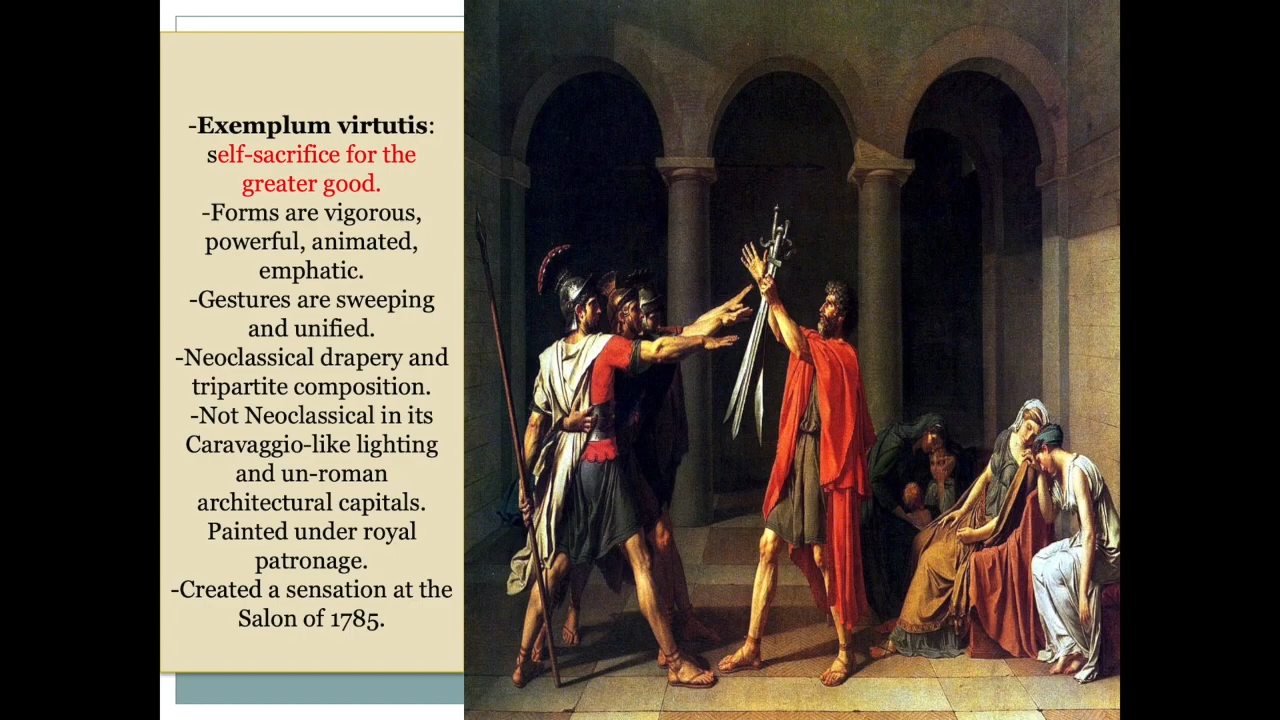 -Exemplum virtutis:
self-sacrifice for the
greater good.
-Forms are vigorous,
powerful, animated,
emphatic.
-Gestures are sweeping
and unified.
-Neoclassical drapery and
tripartite composition.
-Not Neoclassical in its
Caravaggio-like lighting
and un-roman
architectural capitals.
Painted under royal
patronage.
-Created a sensation at the
Salon of 1785.